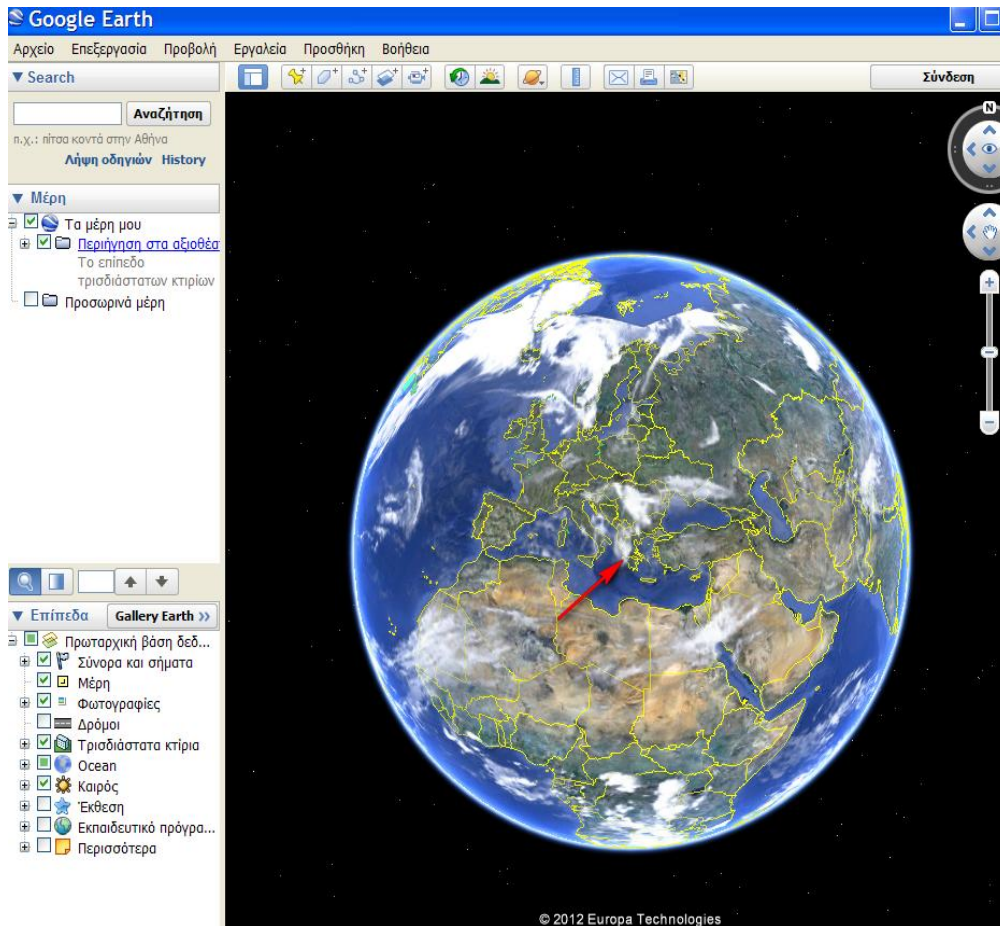 Google Earth
Αρχείο Επεξεργασία Προβολή Εργαλεία Προσθήκη Βοήθεια
Search
Σύνδεση
Αναζήτηση
π.χ.: πίτσα κοντά στην Αθήνα
Λήψη οδηγιών History
N
Μέρη
Τα μέρη μου
Περιήγηση στα αξιοθέα
Το επίπεδο
τρισδιάστατων κτιρίων
Προσωρινά μέρη
Επίπεδα Gallery Earth >>
Πρωταρχική βάση δεδ...
Σύνορα και σήματα
Μέρη
Φωτογραφίες
Δρόμοι
Τρισδιάστατα κτίρια
Ocean
Καιρός
Έκθεση
Εκπαιδευτικό πρόγρα...
Περισσότερα
© 2012 Europa Technologies